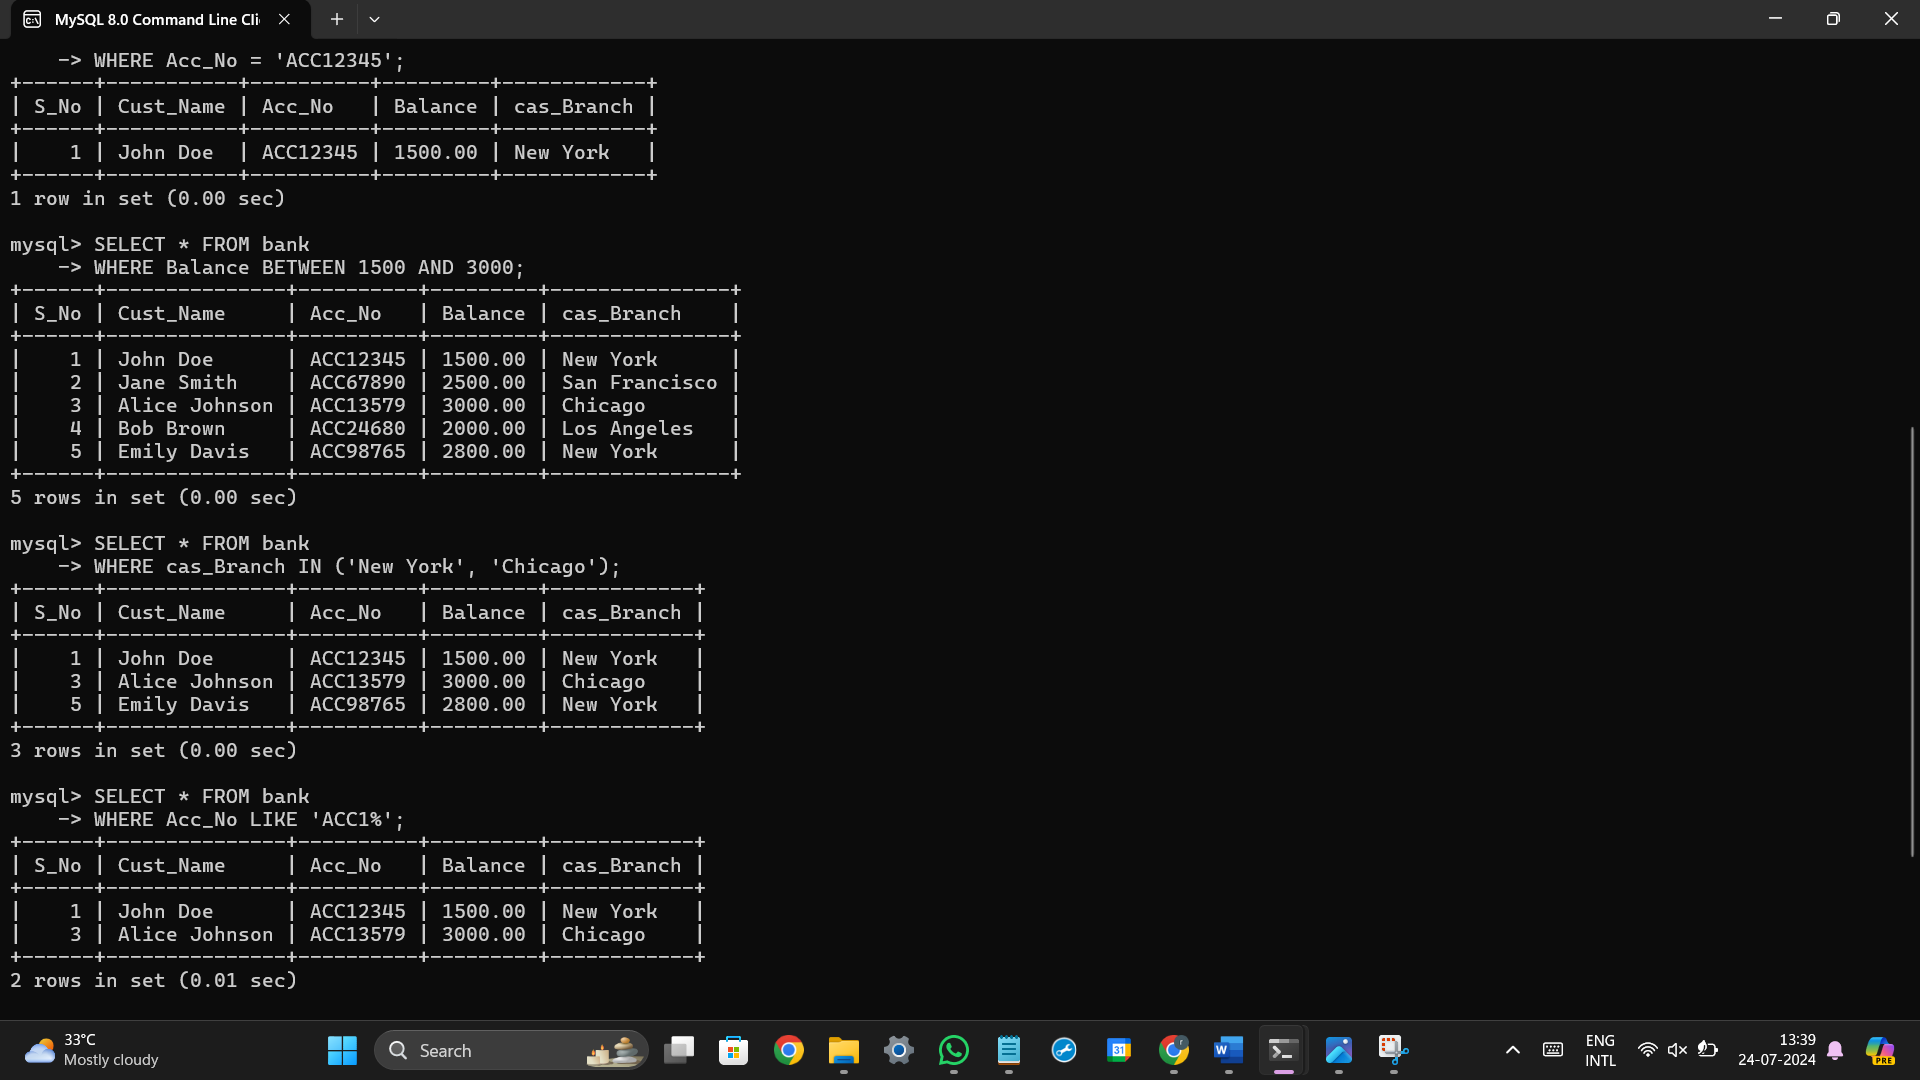 MySQL 8.0 Command Line Cli
    -> WHERE Acc_No = 'ACC12345';
+------+-----------+----------+---------+------------+
| S_No | Cust_Name | Acc_No   | Balance | cas_Branch |
+------+-----------+----------+---------+------------+
|    1 | John Doe  | ACC12345 | 1500.00 | New York   |
+------+-----------+----------+---------+------------+
1 row in set (0.00 sec)

mysql> SELECT * FROM bank
    -> WHERE Balance BETWEEN 1500 AND 3000;
+------+---------------+----------+---------+---------------+
| S_No | Cust_Name     | Acc_No   | Balance | cas_Branch    |
+------+---------------+----------+---------+---------------+
|    1 | John Doe      | ACC12345 | 1500.00 | New York      |
|    2 | Jane Smith    | ACC67890 | 2500.00 | San Francisco |
|    3 | Alice Johnson | ACC13579 | 3000.00 | Chicago       |
|    4 | Bob Brown     | ACC24680 | 2000.00 | Los Angeles   |
|    5 | Emily Davis   | ACC98765 | 2800.00 | New York      |
+------+---------------+----------+---------+---------------+
5 rows in set (0.00 sec)

mysql> SELECT * FROM bank
    -> WHERE cas_Branch IN ('New York', 'Chicago');
+------+---------------+----------+---------+------------+
| S_No | Cust_Name     | Acc_No   | Balance | cas_Branch |
+------+---------------+----------+---------+------------+
|    1 | John Doe      | ACC12345 | 1500.00 | New York   |
|    3 | Alice Johnson | ACC13579 | 3000.00 | Chicago    |
|    5 | Emily Davis   | ACC98765 | 2800.00 | New York   |
+------+---------------+----------+---------+------------+
3 rows in set (0.00 sec)

mysql> SELECT * FROM bank
    -> WHERE Acc_No LIKE 'ACC1%';
+------+---------------+----------+---------+------------+
| S_No | Cust_Name     | Acc_No   | Balance | cas_Branch |
+------+---------------+----------+---------+------------+
|    1 | John Doe      | ACC12345 | 1500.00 | New York   |
|    3 | Alice Johnson | ACC13579 | 3000.00 | Chicago    |
+------+---------------+----------+---------+------------+
2 rows in set (0.01 sec)
33°C
Mostly cloudy
Search
31
r
W
ENG
INTL
13:39
24-07-2024
PRE